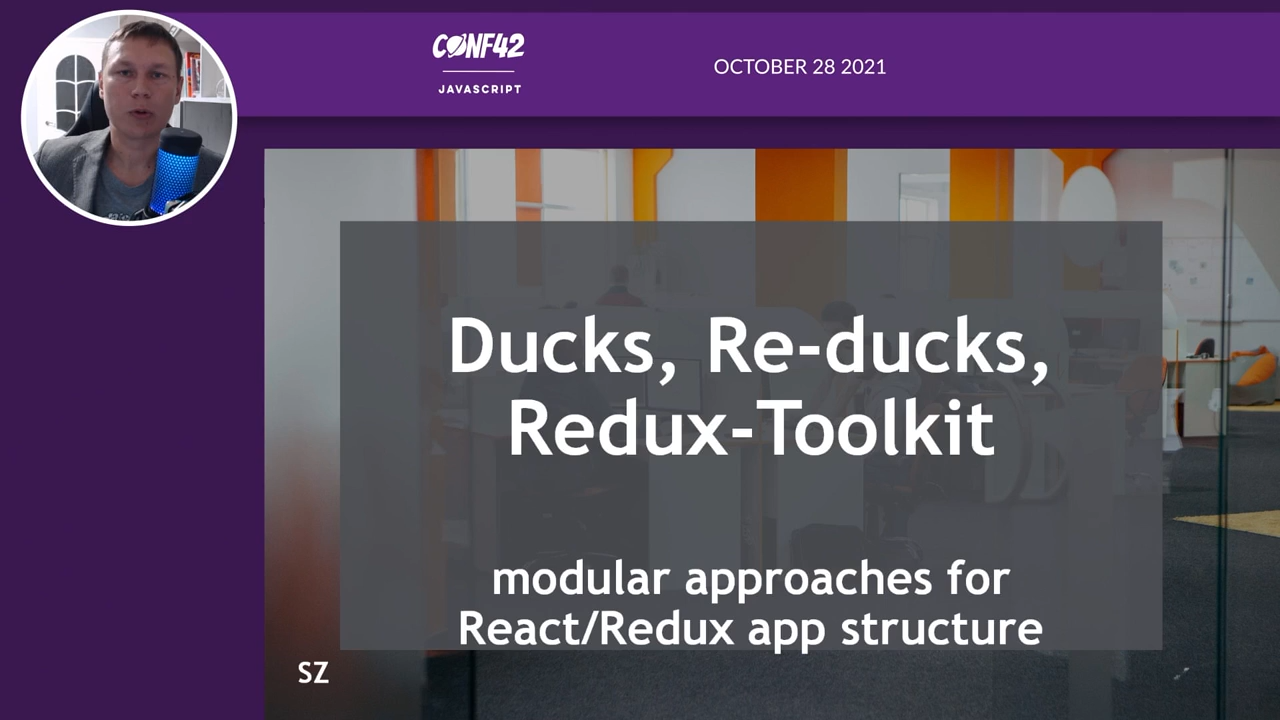 CONF42
JAVASCRIPT
OCTOBER 28 2021
Ducks, Re-ducks,
Redux-Toolkit
modular approaches for
React/Redux app structure
SZ